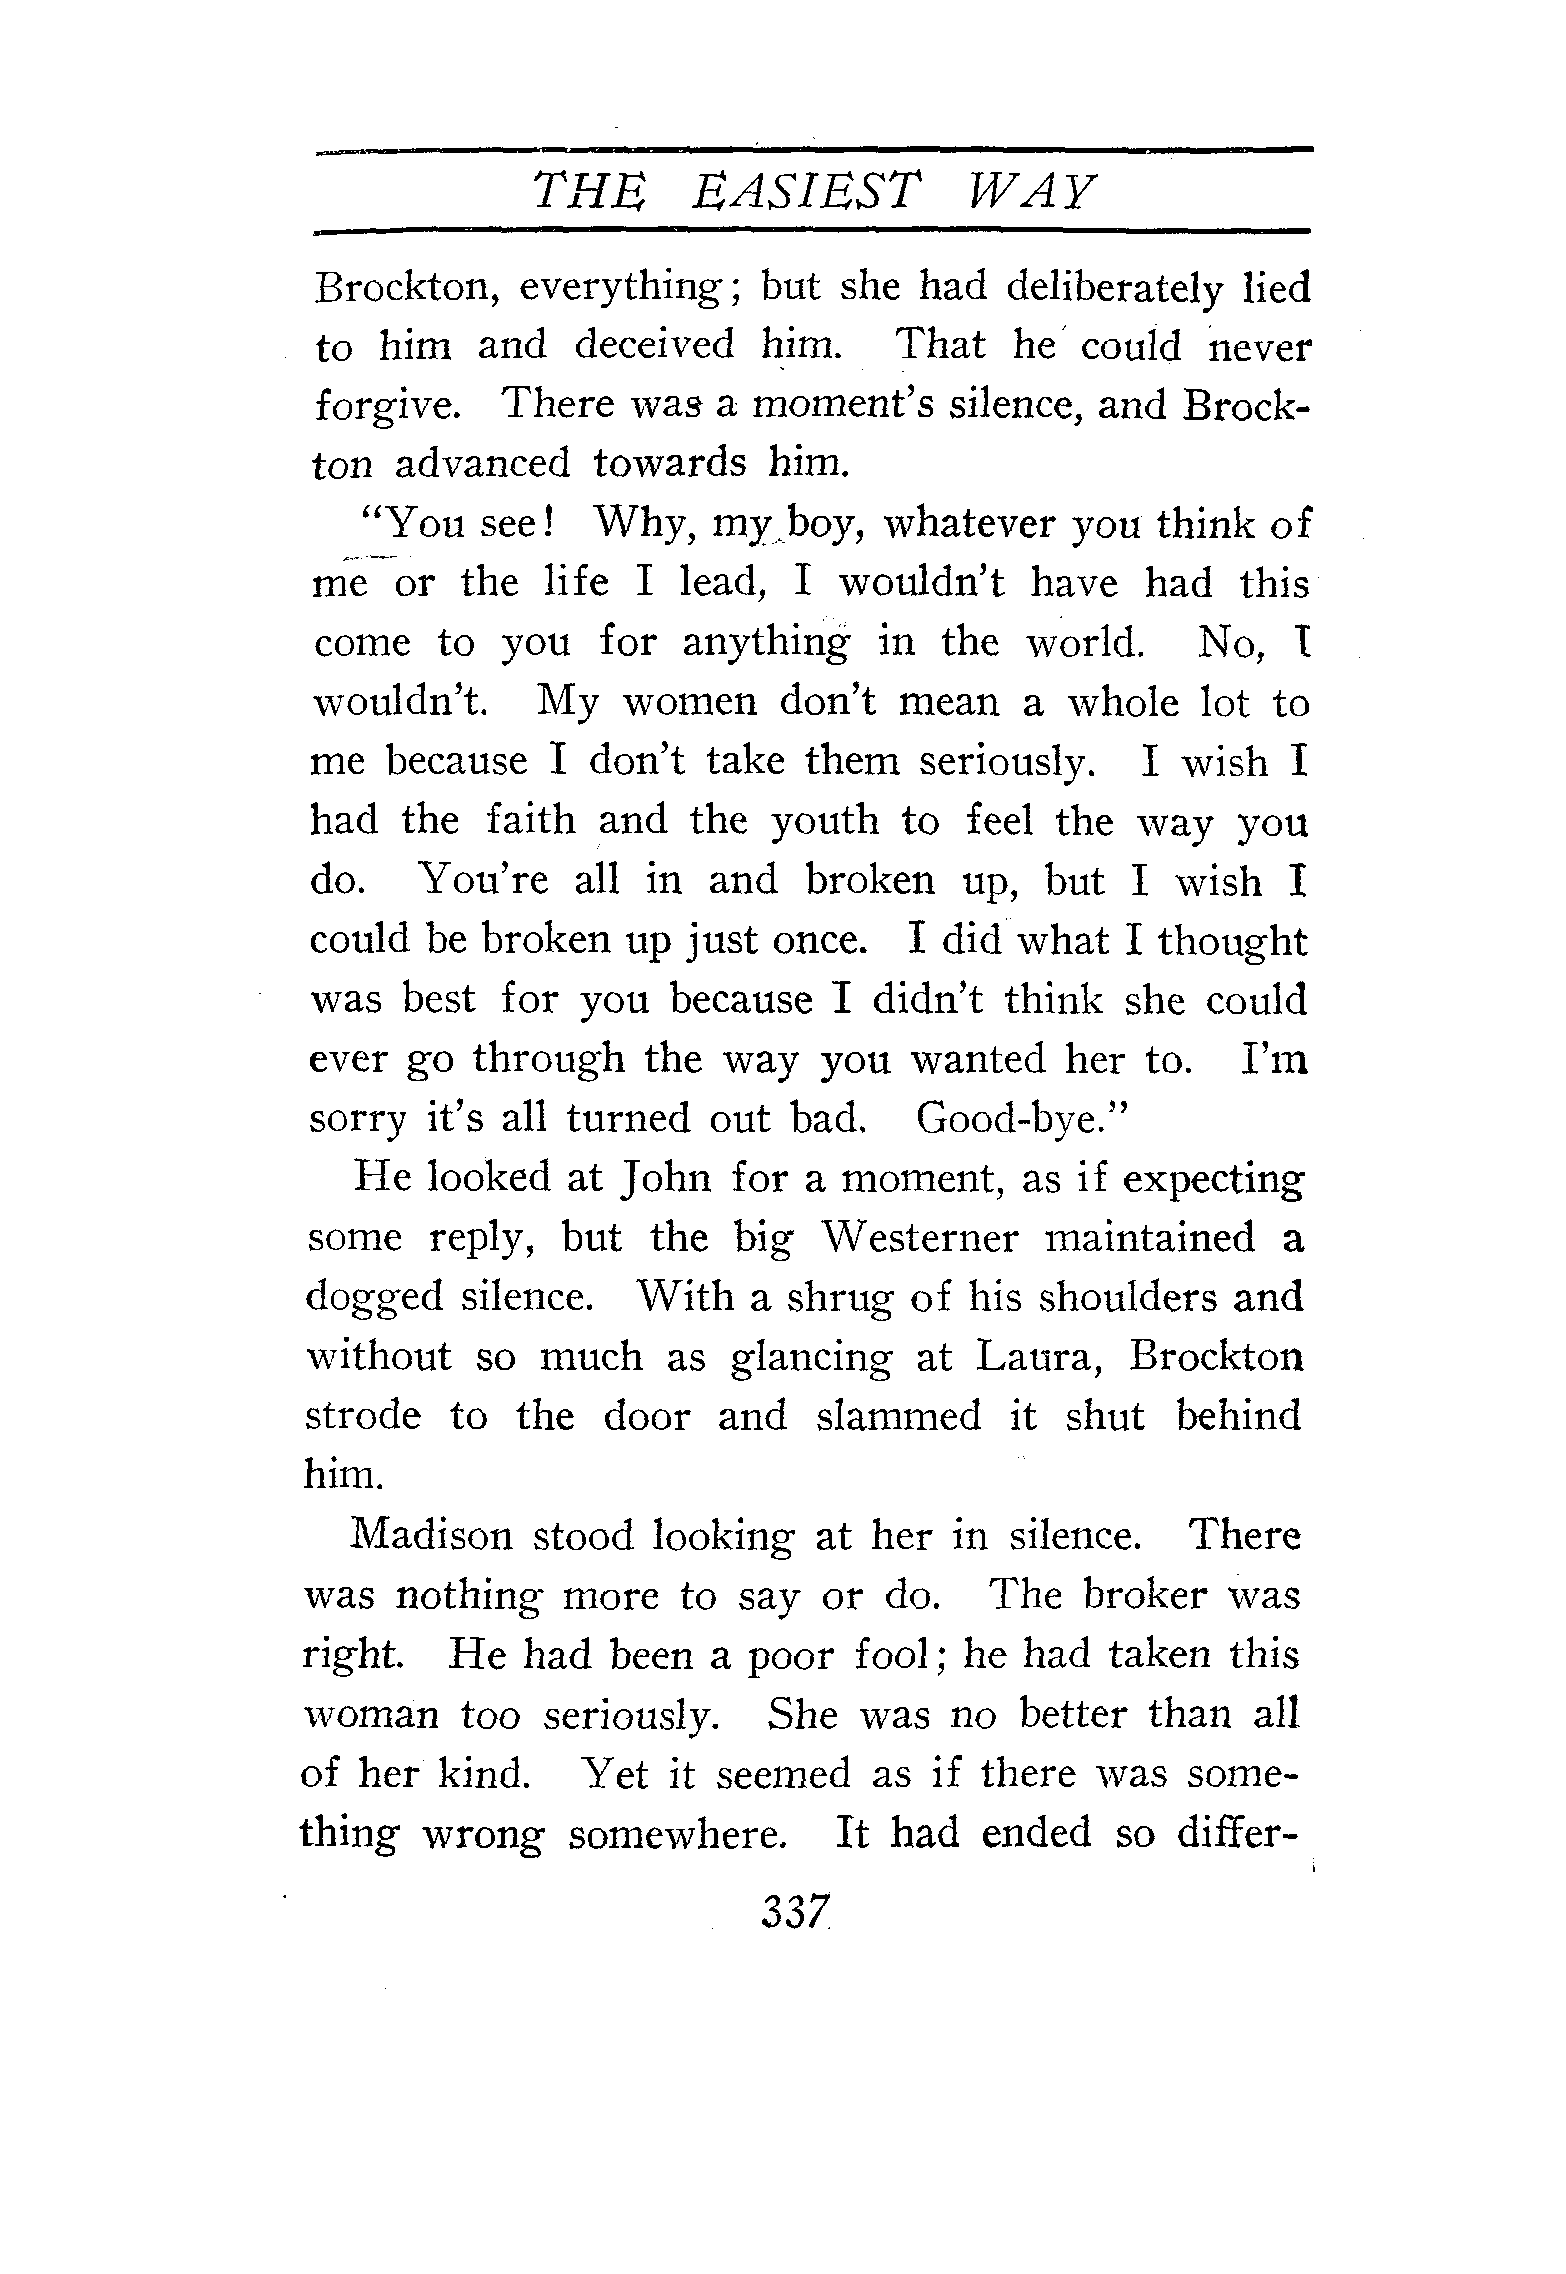 THE EASIEST WAY
Brockton, everything; but she had deliberately lied
to him and deceived him. That he could never
forgive. There was a moment's silence, and Brock-
ton advanced towards him.
"You see! Why, my boy, whatever you think of
me or the life I lead, I wouldn't have had this
come to you for anything in the world. No, I
wouldn't. My women don't mean a whole lot to
me because I don't take them seriously. I wish I
had the faith and the youth to feel the way you
do. You're all in and broken up, but I wish I
could be broken up just once. I did what I thought
was best for you because I didn't think she could
ever go through the way you wanted her to. I'm
sorry it's all turned out bad. Good-bye."
He looked at John for a moment, as if expecting
some reply, but the big Westerner maintained a
dogged silence. With a shrug of his shoulders and
without so much as glancing at Laura, Brockton
strode to the door and slammed it shut behind
him.
Madison stood looking at her in silence. There
was nothing more to say or do. The broker was
right. He had been a poor fool; he had taken this
woman too seriously. She was no better than all
of her kind. Yet it seemed as if there was some-
thing wrong somewhere. It had ended so differ-
337